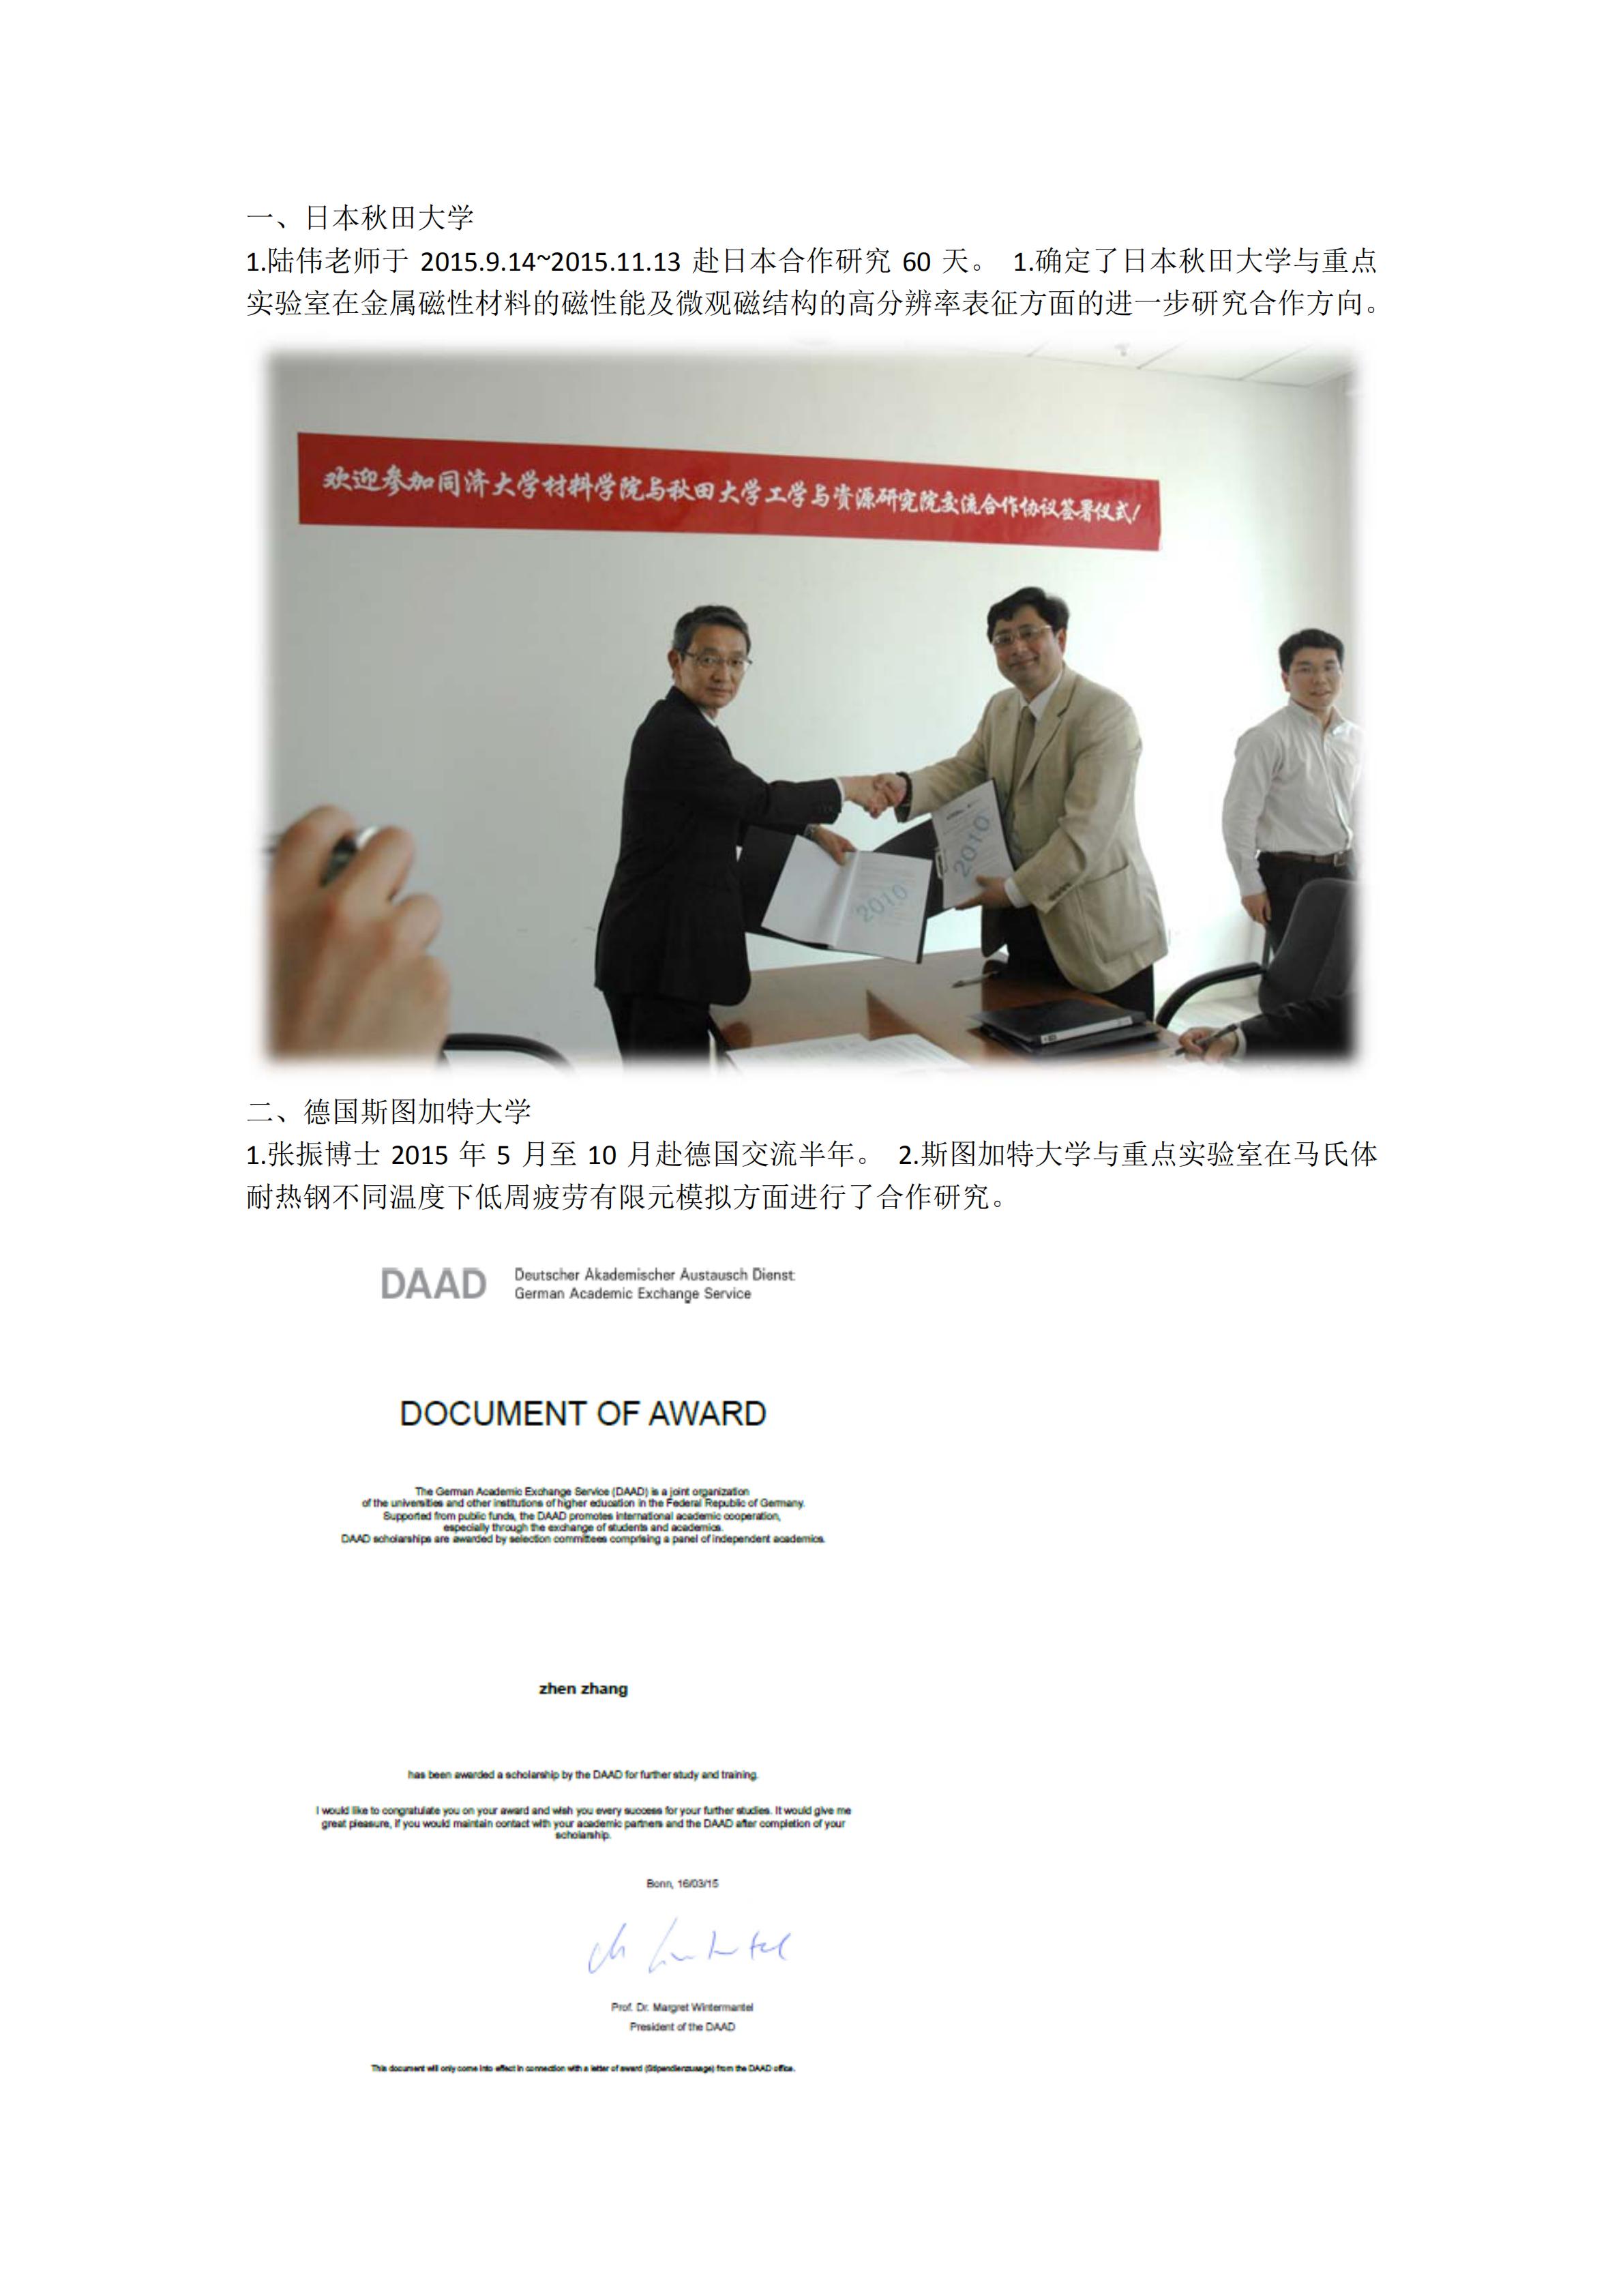 一、日本秋田大学
1.陆伟老师于 2015.9.14~2015.11.13 赴日本合作研究 60 天。 1.确定了日本秋田大学与重点
实验室在金属磁性材料的磁性能及微观磁结构的高分辨率表征方面的进一步研究合作方向。
欢迎参加同济大学材料学院与秋田大学工学与资源研究院交流合作协议签署仪式!
2010
2010
二、德国斯图加特大学
1.张振博士 2015 年 5 月至 10 月赴德国交流半年。 2.斯图加特大学与重点实验室在马氏体
耐热钢不同温度下低周疲劳有限元模拟方面进行了合作研究。
DAAD Deutscher Akademischer Austausch Dienst
German Academic Exchange Service
DOCUMENT OF AWARD
The German Academic Exchange Service (DAAD) is a joint organization
of the universities and other institutions of higher education in the Federal Republic of Germany.
Supported from public funds, the DAAD promotes international academic cooperation,
especially through the exchange of students and academics.
DAAD scholarships are awarded by selection committees comprising a panel of independent academics.
zhen zhang
has been awarded a scholarship by the DAAD for further study and training.
I would like to congratulate you on your award and wish you every success for your further studies. It would give me
great pleasure, if you would maintain contact with your academic partners and the DAAD after completion of your
scholarship.
Bonn, 16/03/15
Prof. Dr. Margret Wintermantel
President of the DAAD
This document will only come into effect in connection with a letter of award (Stipendienzusage) from the DAAD office.